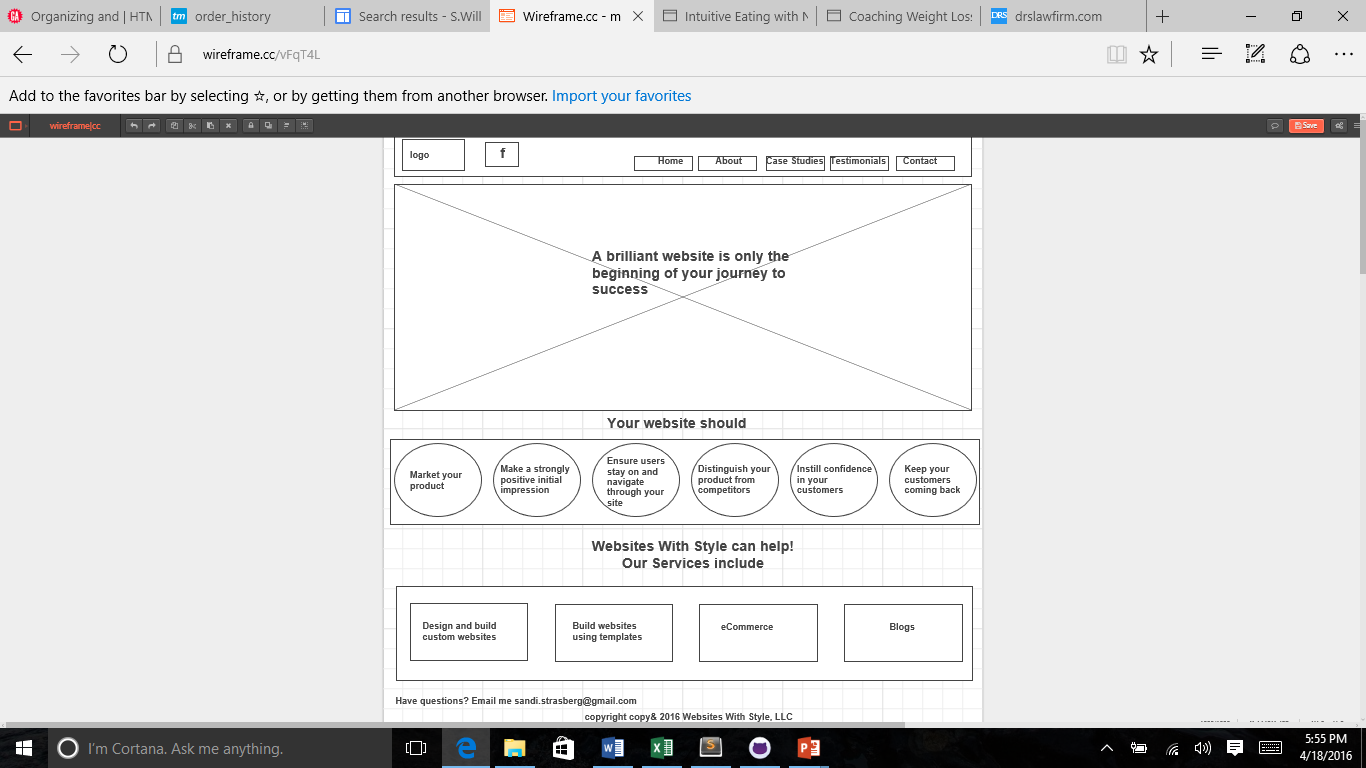 Organizing and | HTM
tm order_history
Search results - S.Will
Wireframe.cc - m
Intuitive Eating with N
Coaching Weight Los
DRS drslawfirm.com
wireframe.cc/vFqT4L
Add to the favorites bar by selecting ☆, or by getting them from another browser. Import your favorites
wireframe|cc
Save
logo
f
Home
About
Case Studies
Testimonials
Contact
A brilliant website is only the
beginning of your journey to
success
Your website should
Market your
product
Make a strongly
positive initial
impression
Ensure users
stay on and
navigate
through your
site
Distinguish your
product from
competitors
Instill confidence
in your
customers
Keep your
customers
coming back
Websites With Style can help!
Our Services include
Design and build
custom websites
Build websites
using templates
eCommerce
Blogs
Have questions? Email me sandi.strasberg@gmail.com
copyright copy& 2016 Websites With Style, LLC
I'm Cortana. Ask me anything.
5:55 PM
4/18/2016